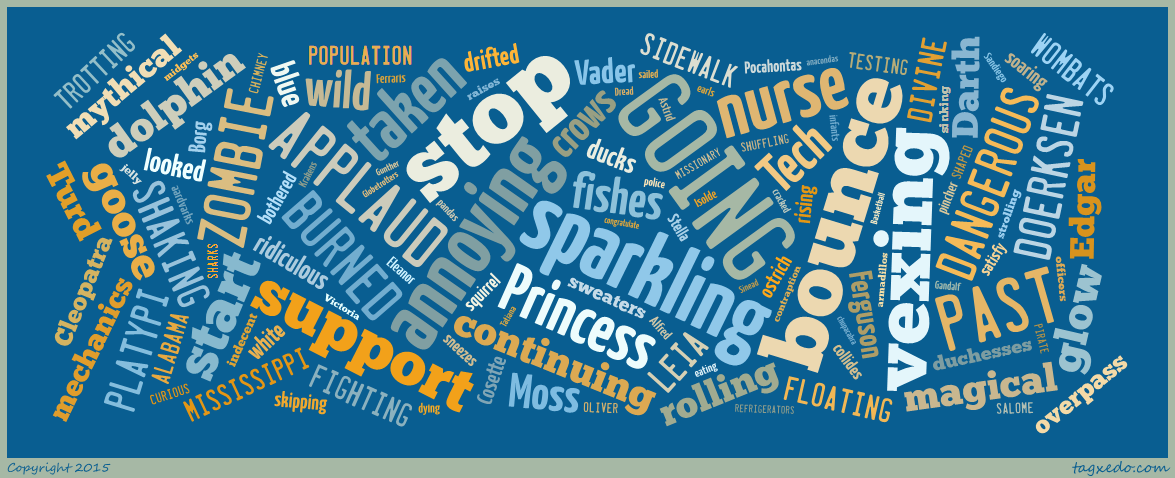 TROTTING
mythical
midgets
dolphin
CHIMNEY
blue
POPULATION
wild
Ferraris
taken
drifted
raisos
stop
Vader
sailed
Dread
SIDEWALK
earls
Pocahontas
anacondas
TESTING
DIVINE
Darth
Sandiego
soaring
WOMBATS
Borg
looked
jelly
ZOMBIE
APPLAUD
Krakens
Gunther
Globetrotters
bothered
pandas
annoying
crows
ducks
police
GOING
Astrid
MISSIONARY
Isolde
nurse
SHUFFLING
infants
Tech
cracked
rising
bounce
Basketball
vexing
sinking
SHAPED
pincher
DANGEROUS
strolling
satisfy
DOERKSEN
Edgar
Turd
goose
SHAKING
aardvarks
SHARKS
BURNED
ridiculous
Victoria
Eleanor
fishes
congratulate
Stella
sparkling
Sinead
ostrich
contraption
armadillos
Gandalf
officers
Cleopatra
mechanics
PLATYPI
ALABAMA
start
indecent
white
support
squirrel
Tatiana
Princess
sweaters
Alfred
LEIA
eating
Ferguson
chupacabra
collides
PAST
PIRATE
glow
duchesses
CURIOUS
MISSISSIPPI
skipping
FIGHTING
dying
sneezes
Cosette
continuing
Moss
OLIVER
rolling
REFRIGERATORS
FLOATING
magical
SALOME
overpass
Copyright 2015
tagxedo.com